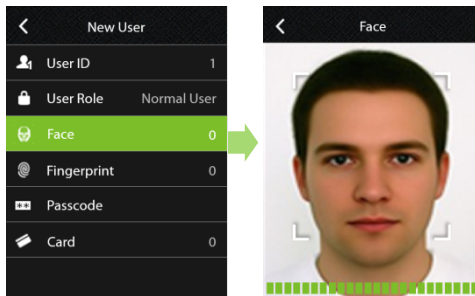 New User
User ID 1
User Role Normal User
Face 0
Fingerprint 0
Passcode
Card 0
Face